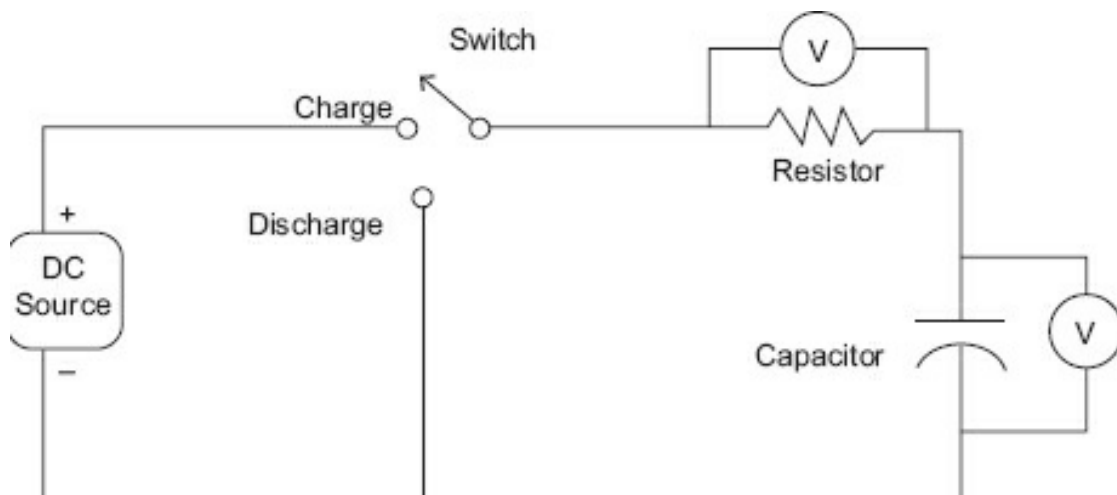 Switch
V
Charge
Resistor
Discharge
+
DC
Source
–
Capacitor
V